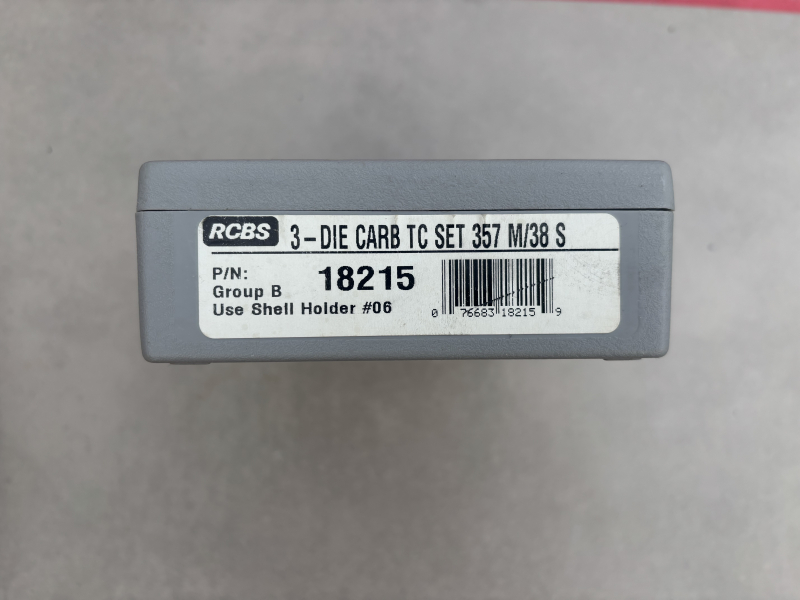 RCBS 3-DIE CARB TC SET 357 M/38 S
P/N: 18215
Group B
Use Shell Holder #06
0 76683 18215 9